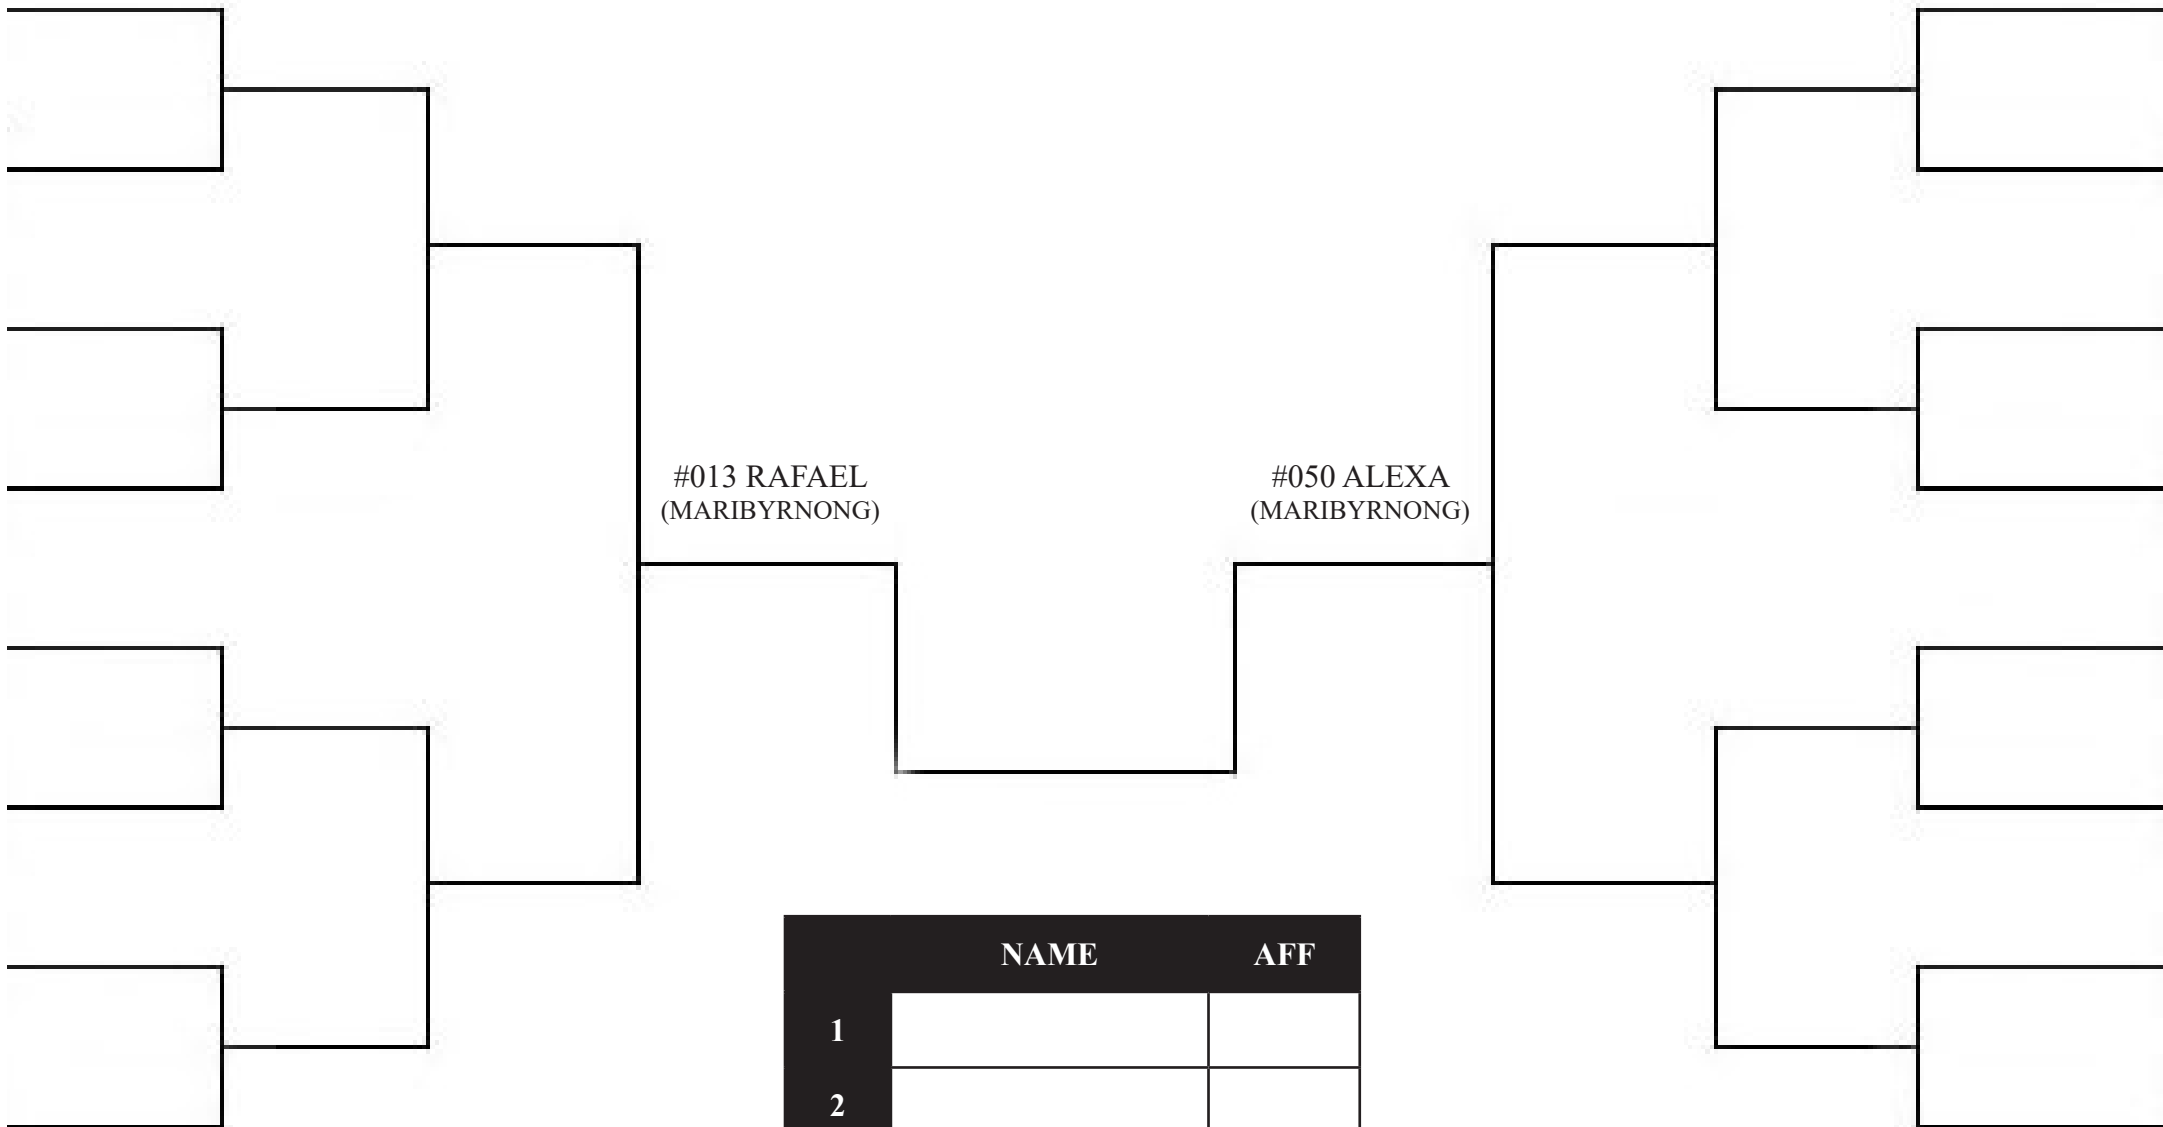 #013 RAFAEL
(MARIBYRNONG)
#050 ALEXA
(MARIBYRNONG)
NAME AFF
1
2